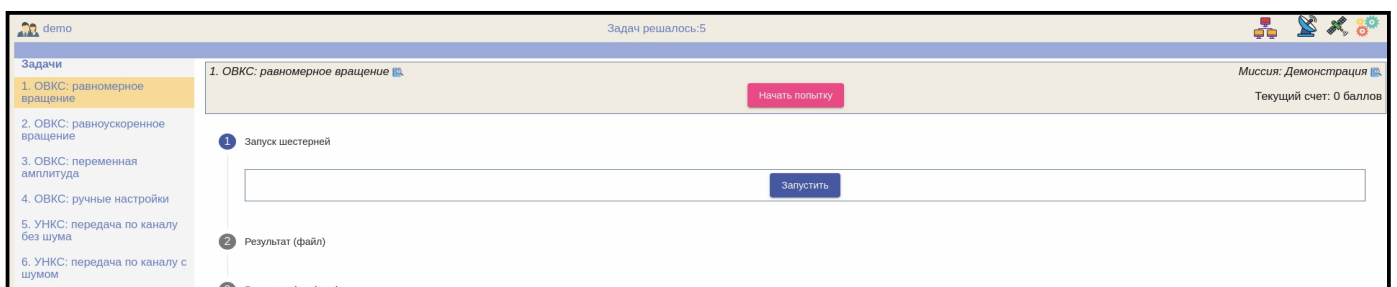 demo
Задач решалось:5
Задачи
1. ОВКС: равномерное
вращение
2. ОВКС: равноускоренное
вращение
3. ОВКС: переменная
амплитуда
4. ОВКС: ручные настройки
5. УНКС: передача по каналу
без шума
6. УНКС: передача по каналу с
шумом
1. ОВКС: равномерное вращение
Миссия: Демонстрация
Начать попытку
Текущий счет: 0 баллов
1 Запуск шестерней
Запустить
2 Результат (файл)